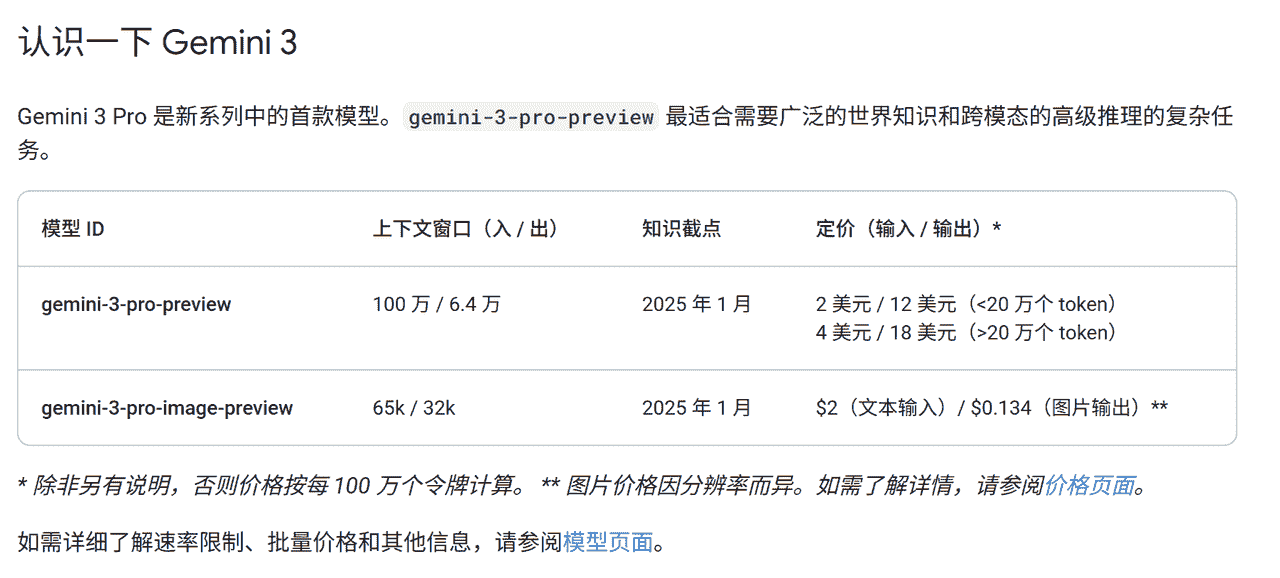 认识一下 Gemini 3
Gemini 3 Pro 是新系列中的首款模型。gemini-3-pro-preview 最适合需要广泛的世界知识和跨模态的高级推理的复杂任
务。
模型 ID 上下文窗口（入 / 出） 知识截点 定价（输入 / 输出）*
gemini-3-pro-preview 100 万 / 6.4 万 2025 年 1 月 2 美元 / 12 美元（<20 万个 token）
4 美元 / 18 美元（>20 万个 token）
gemini-3-pro-image-preview 65k / 32k 2025 年 1 月 $2（文本输入）/ $0.134（图片输出）**
* 除非另有说明，否则价格按每 100 万个令牌计算。 ** 图片价格因分辨率而异。如需了解详情，请参阅价格页面。
如需详细了解速率限制、批量价格和其他信息，请参阅模型页面。